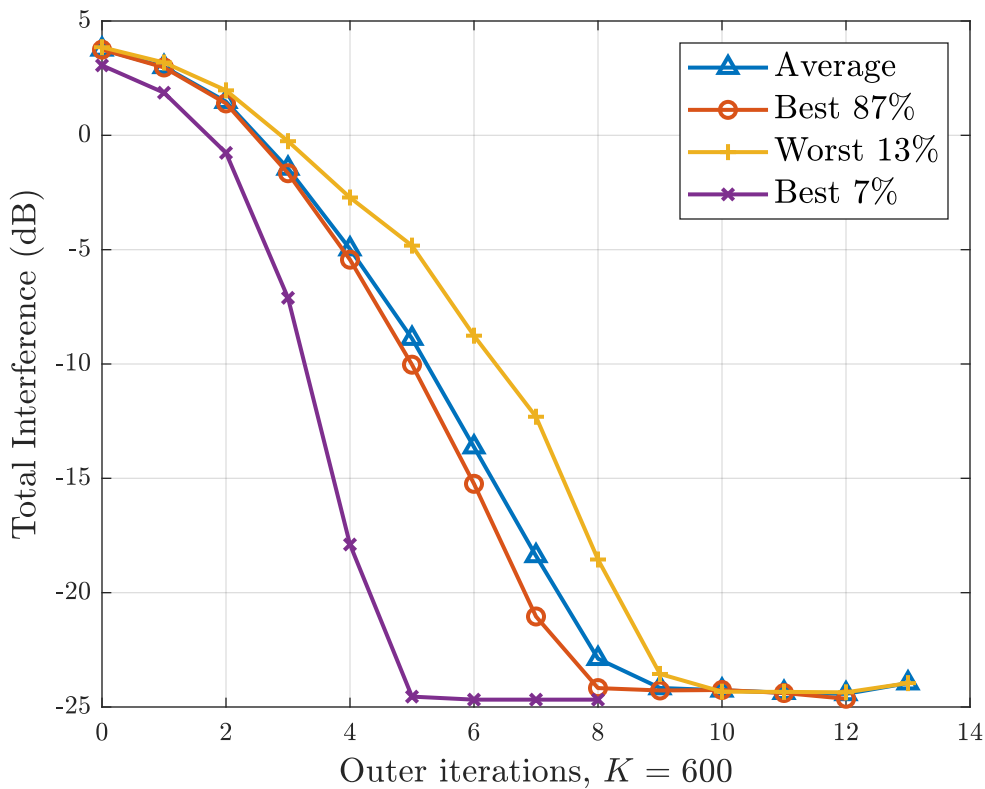 5
0
-5
-10
-15
-20
-25
0 2 4 6 8 10 12 14
Total Interference (dB)
Outer iterations, K = 600
Average
Best 87%
Worst 13%
Best 7%